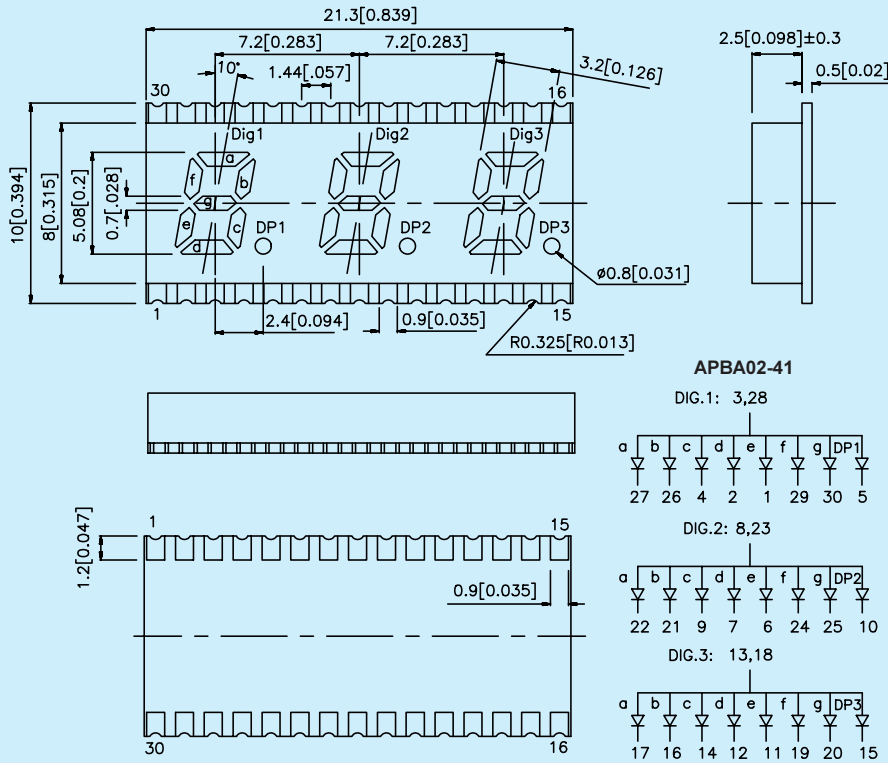 21.3[0.839]
7.2[0.283] 7.2[0.283]
10° 1.44[.057] 3.2[0.126]
2.5[0.098]±0.3
0.5[0.02]
30 16
Dig1 Dig2 Dig3
a
f b
g
e c
d
DP1 DP2 DP3
10[0.394]
8[0.315]
5.08[0.2]
0.7[.028]
ø0.8[0.031]
1 15
2.4[0.094] 0.9[0.035]
R0.325[R0.013]
APBA02-41
DIG.1: 3,28
a b c d e f g DP1
27 26 4 2 1 29 30 5
DIG.2: 8,23
a b c d e f g DP2
22 21 9 7 6 24 25 10
DIG.3: 13,18
a b c d e f g DP3
17 16 14 12 11 19 20 15
1 15
1.2[0.047]
0.9[0.035]
30 16